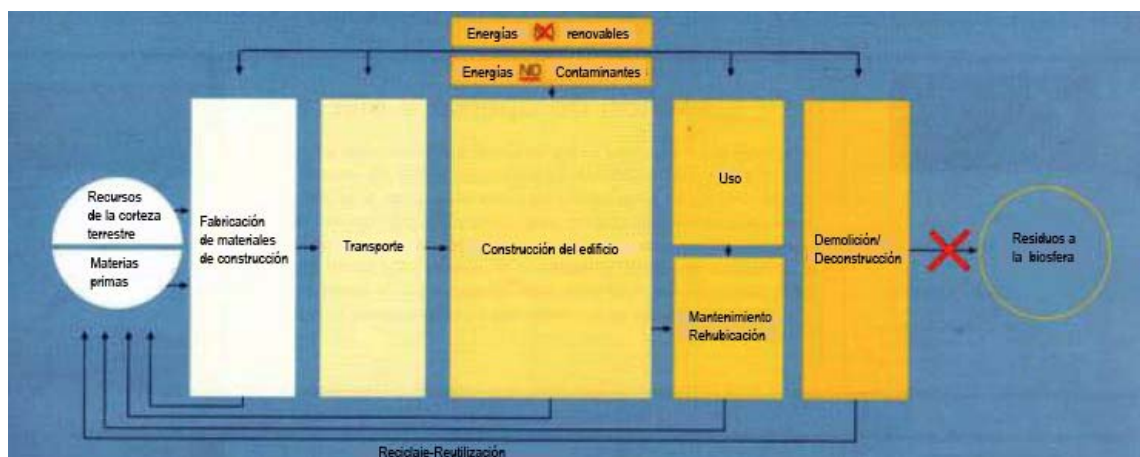 Energías renovables
Energías NO Contaminantes
Recursos
de la corteza
terrestre
Materias
primas
Fabricación
de materiales
de construcción
Transporte
Construcción del edificio
Uso
Mantenimiento
Rehubicación
Demolición/
Deconstrucción
Residuos a
la biosfera
Reciclaje-Reutilización